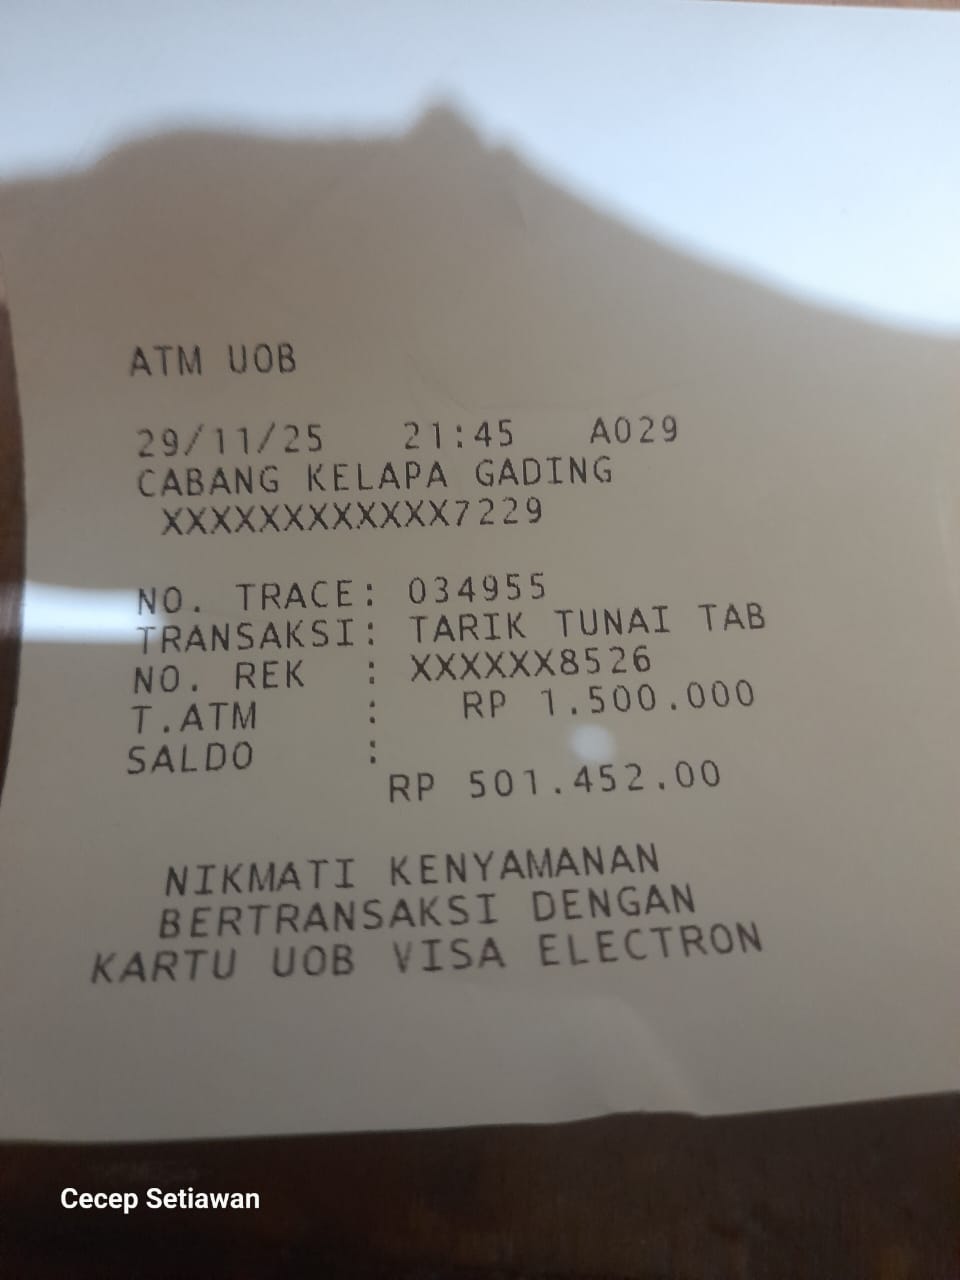 ATM UOB
29/11/25 21:45 A029
CABANG KELAPA GADING
XXXXXXXXXXXX7229
NO. TRACE: 034955
TRANSAKSI: TARIK TUNAI TAB
NO. REK : XXXXXX8526
T.ATM : RP 1.500.000
SALDO :
RP 501.452.00
NIKMATI KENYAMANAN
BERTRANSAKSI DENGAN
KARTU UOB VISA ELECTRON
Cecep Setiawan